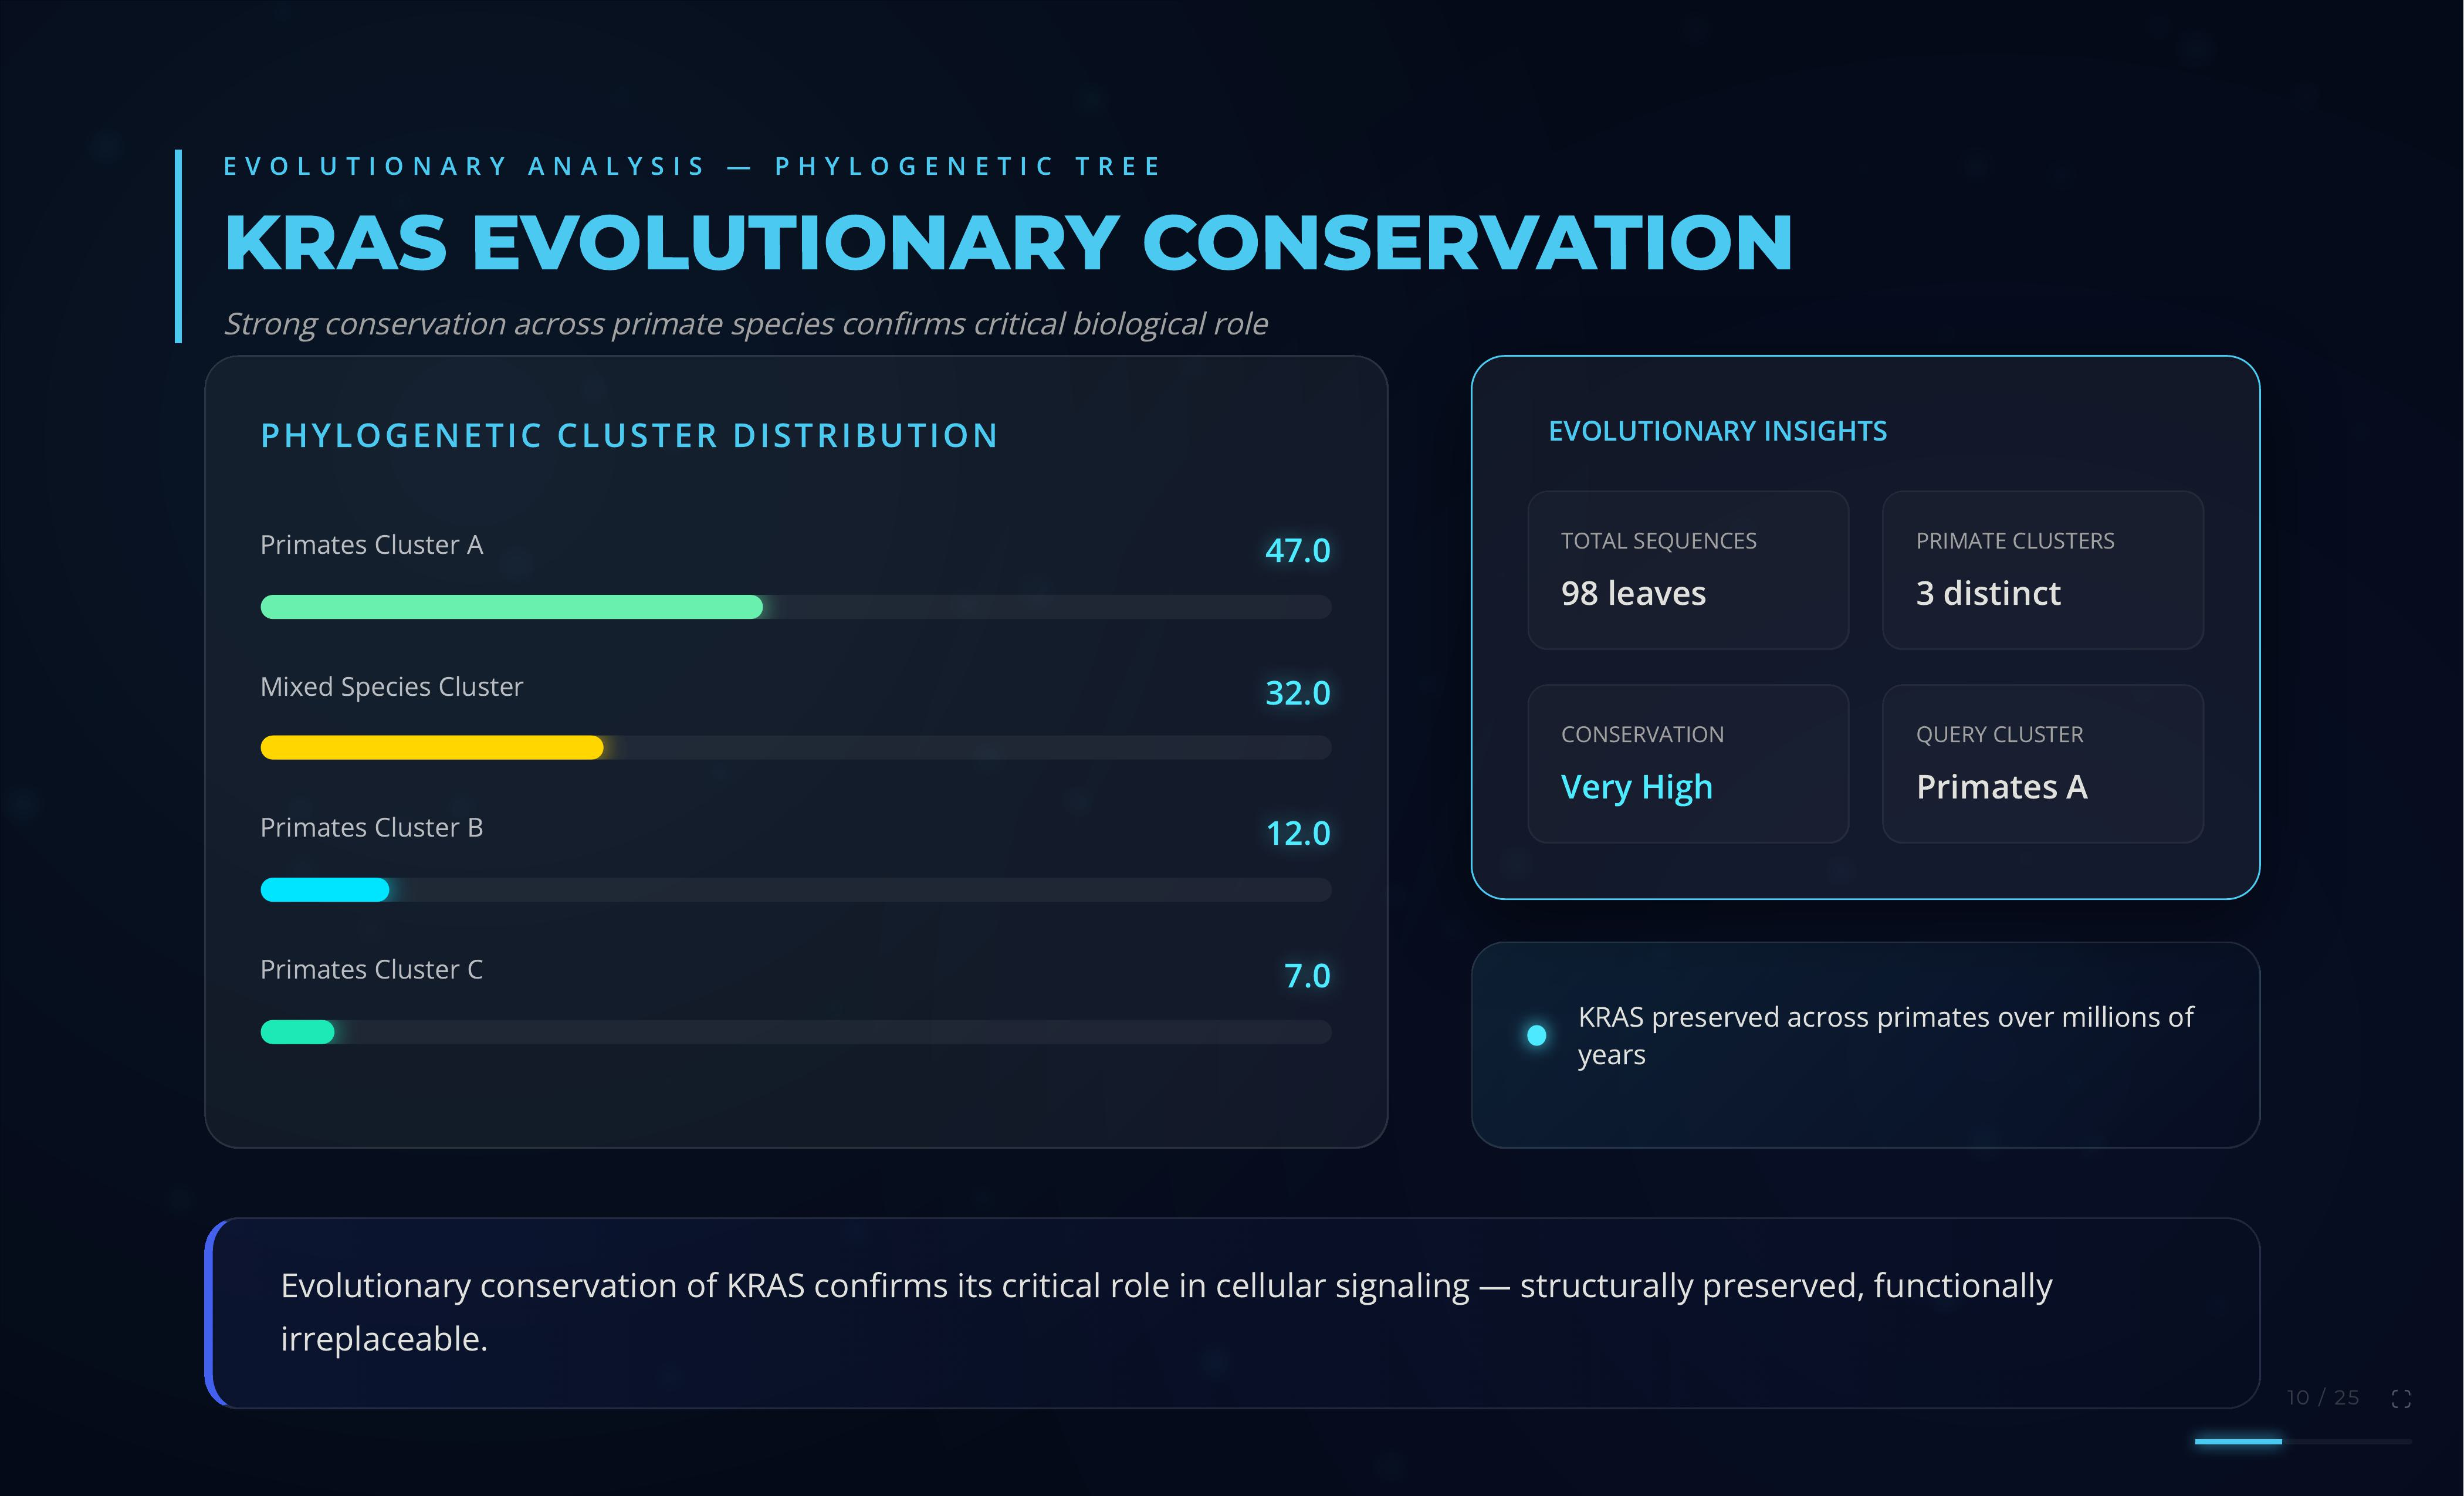 EVOLUTIONARY ANALYSIS — PHYLOGENETIC TREE
KRAS EVOLUTIONARY CONSERVATION
Strong conservation across primate species confirms critical biological role
PHYLOGENETIC CLUSTER DISTRIBUTION
Primates Cluster A
47.0
Mixed Species Cluster
32.0
Primates Cluster B
12.0
Primates Cluster C
7.0
EVOLUTIONARY INSIGHTS
TOTAL SEQUENCES
98 leaves
PRIMATE CLUSTERS
3 distinct
CONSERVATION
Very High
QUERY CLUSTER
Primates A
KRAS preserved across primates over millions of
years
Evolutionary conservation of KRAS confirms its critical role in cellular signaling — structurally preserved, functionally
irreplaceable.
10 / 25